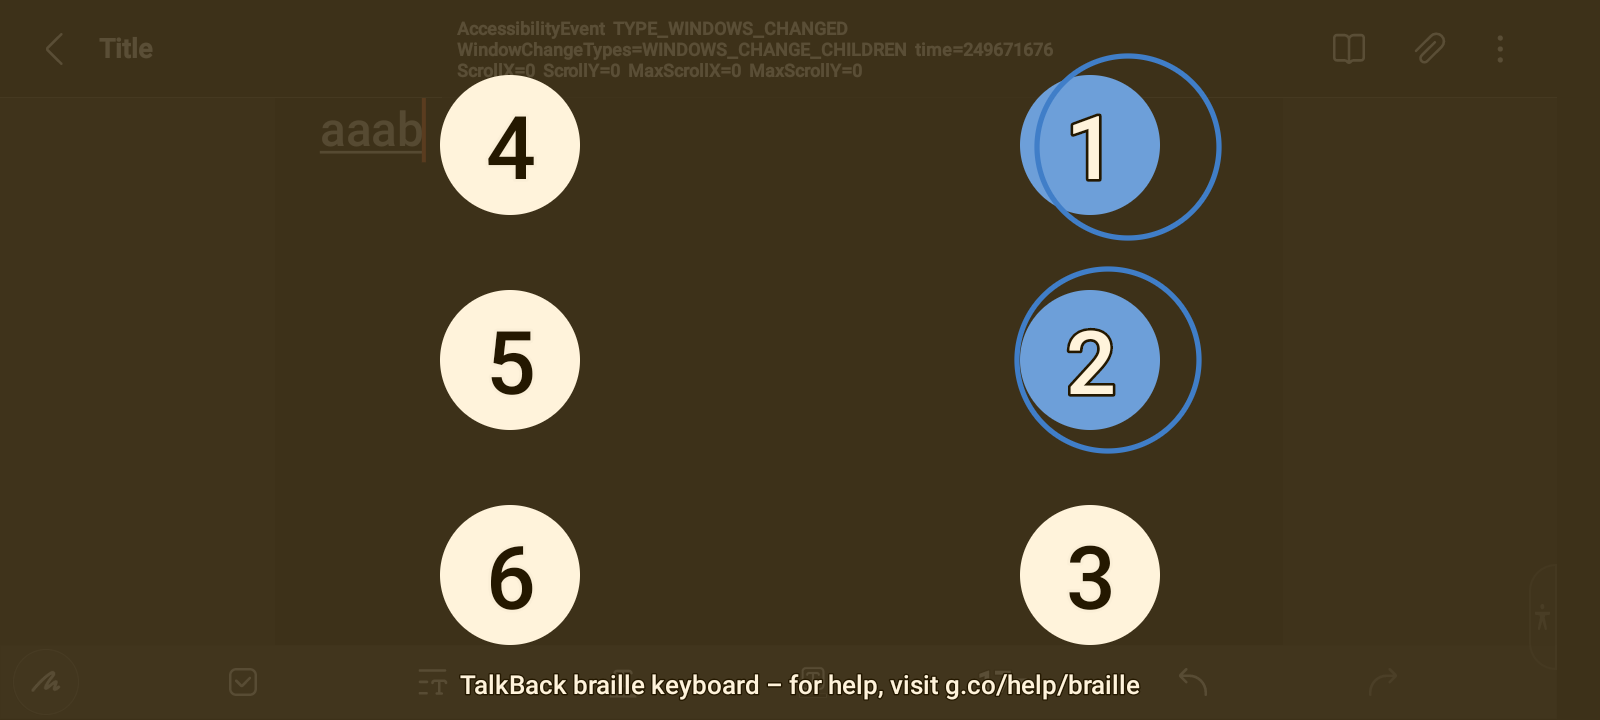 Title
AccessibilityEvent TYPE_WINDOWS_CHANGED
WindowChangeTypes=WINDOWS_CHANGE_CHILDREN time=249671676
ScrollX=0 ScrollY=0 MaxScrollX=0 MaxScrollY=0
aaab
4 1
5 2
6 3
TalkBack braille keyboard – for help, visit g.co/help/braille